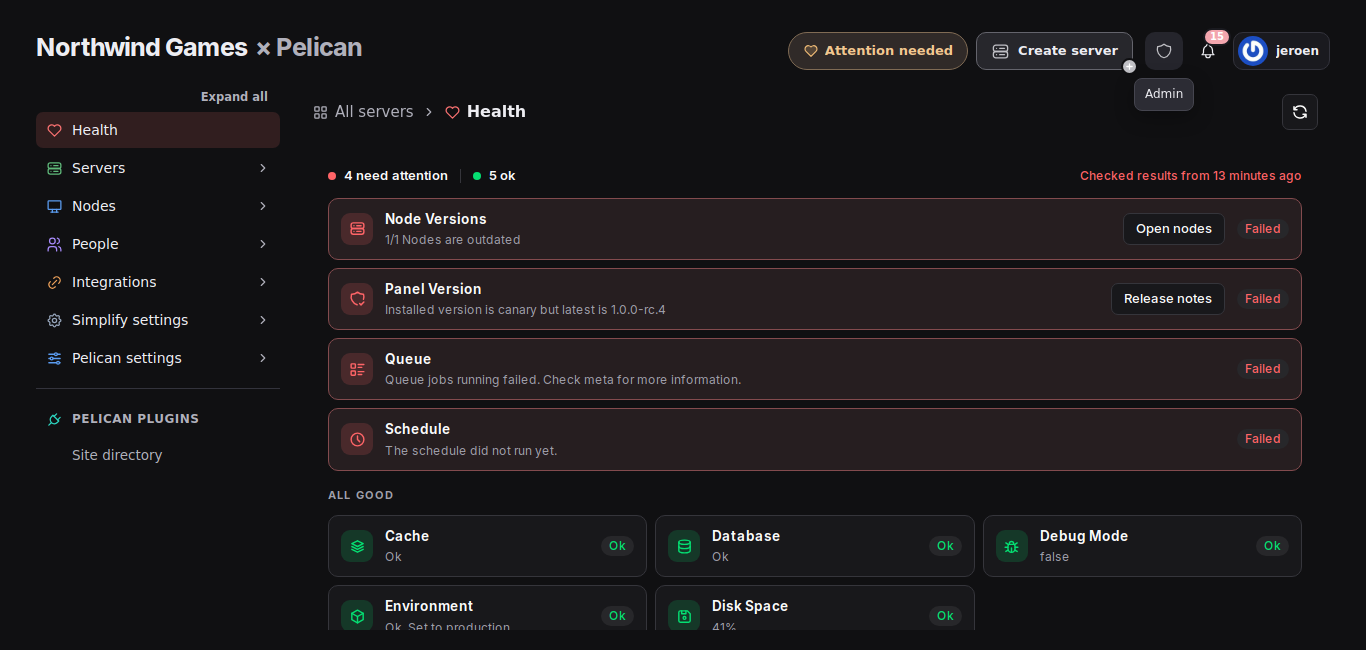 Northwind Games × Pelican
Attention needed
Create server
15
jeroen
Admin
Expand all
All servers
Health
Health
Servers
Nodes
People
Integrations
Simplify settings
Pelican settings
PELICAN PLUGINS
Site directory
4 need attention
5 ok
Checked results from 13 minutes ago
Node Versions
1/1 Nodes are outdated
Open nodes
Failed
Panel Version
Installed version is canary but latest is 1.0.0-rc.4
Release notes
Failed
Queue
Queue jobs running failed. Check meta for more information.
Failed
Schedule
The schedule did not run yet.
Failed
ALL GOOD
Cache
Ok
Ok
Database
Ok
Ok
Debug Mode
false
Ok
Environment
Ok. Set to production
Ok
Disk Space
41%
Ok